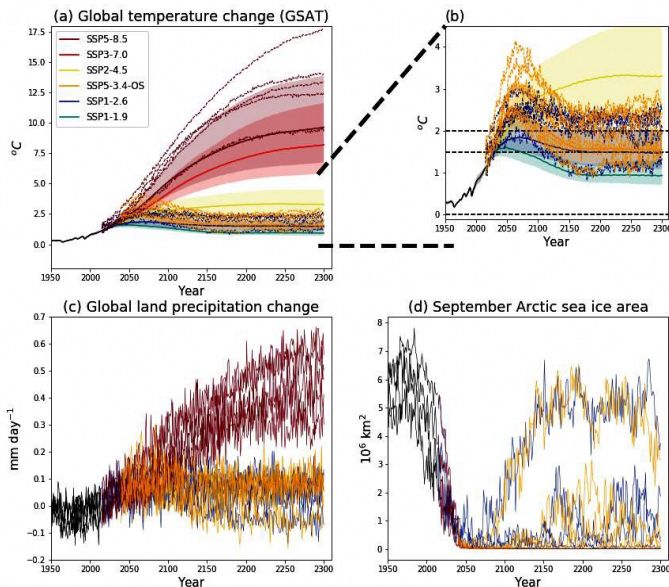 (a) Global temperature change (GSAT)
17.5
15.0
12.5
10.0
7.5
5.0
2.5
0.0
°C
SSP5-8.5
SSP3-7.0
SSP2-4.5
SSP5-3.4-OS
SSP1-2.6
SSP1-1.9
1950 2000 2050 2100 2150 2200 2250 2300
Year
(b)
4
3
2
1
0
°C
1950 2000 2050 2100 2150 2200 2250 2300
Year
(c) Global land precipitation change
0.7
0.6
0.5
0.4
0.3
0.2
0.1
0.0
−0.1
−0.2
mm day⁻¹
1950 2000 2050 2100 2150 2200 2250 2300
Year
(d) September Arctic sea ice area
8
7
6
5
4
3
2
1
0
10⁶ km²
1950 2000 2050 2100 2150 2200 2250 2300
Year